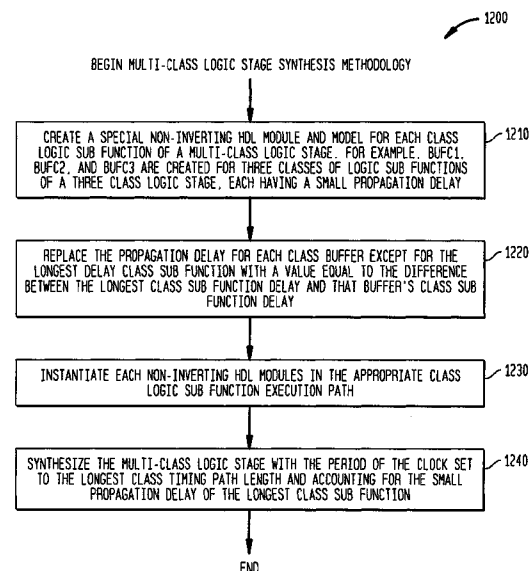 1200
BEGIN MULTI-CLASS LOGIC STAGE SYNTHESIS METHODOLOGY
1210
CREATE A SPECIAL NON-INVERTING HDL MODULE AND MODEL FOR EACH CLASS
LOGIC SUB FUNCTION OF A MULTI-CLASS LOGIC STAGE. FOR EXAMPLE, BUFC1,
BUFC2, AND BUFC3 ARE CREATED FOR THREE CLASSES OF LOGIC SUB FUNCTIONS
OF A THREE CLASS LOGIC STAGE, EACH HAVING A SMALL PROPAGATION DELAY
1220
REPLACE THE PROPAGATION DELAY FOR EACH CLASS BUFFER EXCEPT FOR THE
LONGEST DELAY CLASS SUB FUNCTION WITH A VALUE EQUAL TO THE DIFFERENCE
BETWEEN THE LONGEST CLASS SUB FUNCTION DELAY AND THAT BUFFER'S CLASS SUB
FUNCTION DELAY
1230
INSTANTIATE EACH NON-INVERTING HDL MODULES IN THE APPROPRIATE CLASS
LOGIC SUB FUNCTION EXECUTION PATH
1240
SYNTHESIZE THE MULTI-CLASS LOGIC STAGE WITH THE PERIOD OF THE CLOCK SET
TO THE LONGEST CLASS TIMING PATH LENGTH AND ACCOUNTING FOR THE SMALL
PROPAGATION DELAY OF THE LONGEST CLASS SUB FUNCTION
END